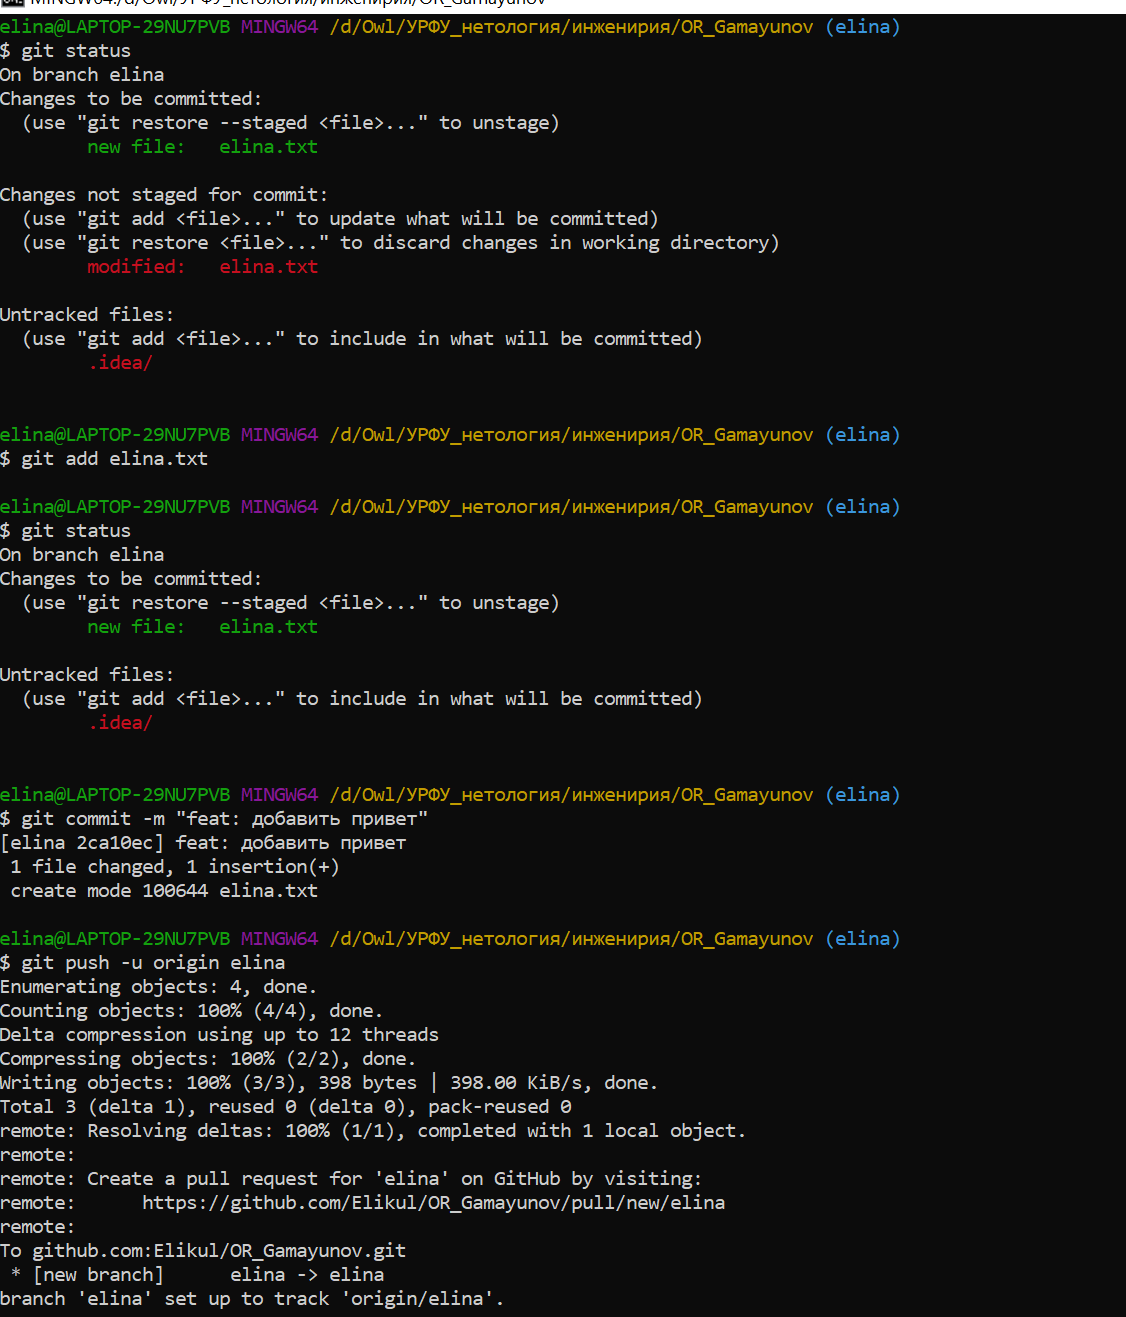 MINGW64:/d/Owl/УРФУ_нетология/инженирия/OR_Gamayunov
elina@LAPTOP-29NU7PVB MINGW64 /d/Owl/УРФУ_нетология/инженирия/OR_Gamayunov (elina)
$ git status
On branch elina
Changes to be committed:
  (use "git restore --staged <file>..." to unstage)
        new file:   elina.txt

Changes not staged for commit:
  (use "git add <file>..." to update what will be committed)
  (use "git restore <file>..." to discard changes in working directory)
        modified:   elina.txt

Untracked files:
  (use "git add <file>..." to include in what will be committed)
        .idea/

elina@LAPTOP-29NU7PVB MINGW64 /d/Owl/УРФУ_нетология/инженирия/OR_Gamayunov (elina)
$ git add elina.txt

elina@LAPTOP-29NU7PVB MINGW64 /d/Owl/УРФУ_нетология/инженирия/OR_Gamayunov (elina)
$ git status
On branch elina
Changes to be committed:
  (use "git restore --staged <file>..." to unstage)
        new file:   elina.txt

Untracked files:
  (use "git add <file>..." to include in what will be committed)
        .idea/

elina@LAPTOP-29NU7PVB MINGW64 /d/Owl/УРФУ_нетология/инженирия/OR_Gamayunov (elina)
$ git commit -m "feat: добавить привет"
[elina 2ca10ec] feat: добавить привет
 1 file changed, 1 insertion(+)
 create mode 100644 elina.txt

elina@LAPTOP-29NU7PVB MINGW64 /d/Owl/УРФУ_нетология/инженирия/OR_Gamayunov (elina)
$ git push -u origin elina
Enumerating objects: 4, done.
Counting objects: 100% (4/4), done.
Delta compression using up to 12 threads
Compressing objects: 100% (2/2), done.
Writing objects: 100% (3/3), 398 bytes | 398.00 KiB/s, done.
Total 3 (delta 1), reused 0 (delta 0), pack-reused 0
remote: Resolving deltas: 100% (1/1), completed with 1 local object.
remote:
remote: Create a pull request for 'elina' on GitHub by visiting:
remote:      https://github.com/Elikul/OR_Gamayunov/pull/new/elina
remote:
To github.com:Elikul/OR_Gamayunov.git
 * [new branch]      elina -> elina
branch 'elina' set up to track 'origin/elina'.